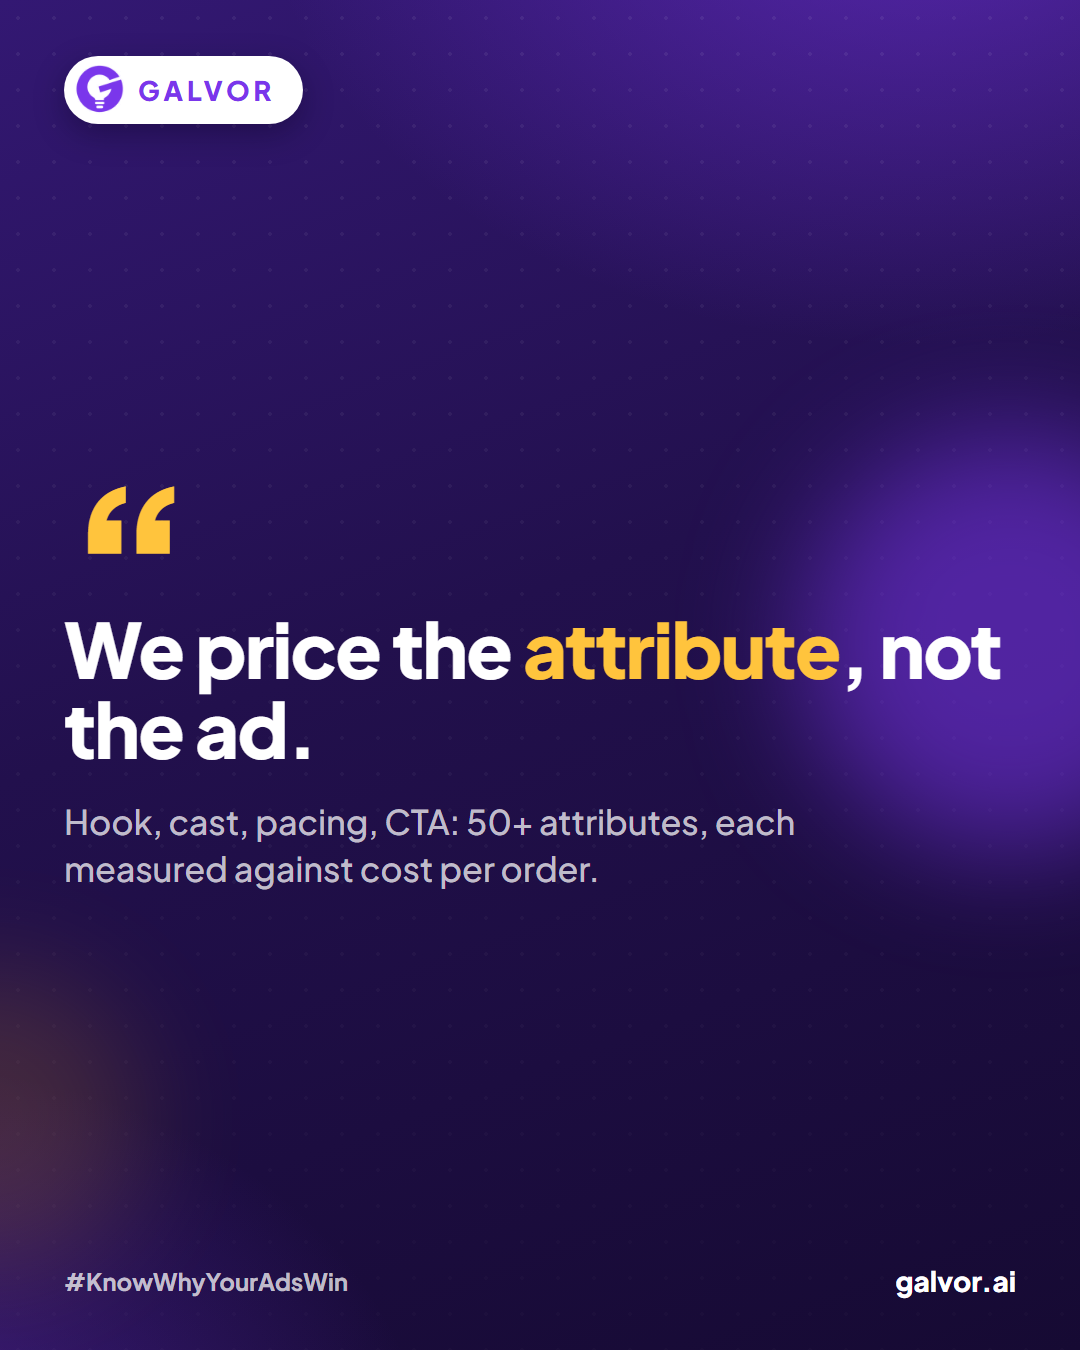 GALVOR
“
We price the attribute, not
the ad.
Hook, cast, pacing, CTA: 50+ attributes, each
measured against cost per order.
#KnowWhyYourAdsWin
galvor.ai